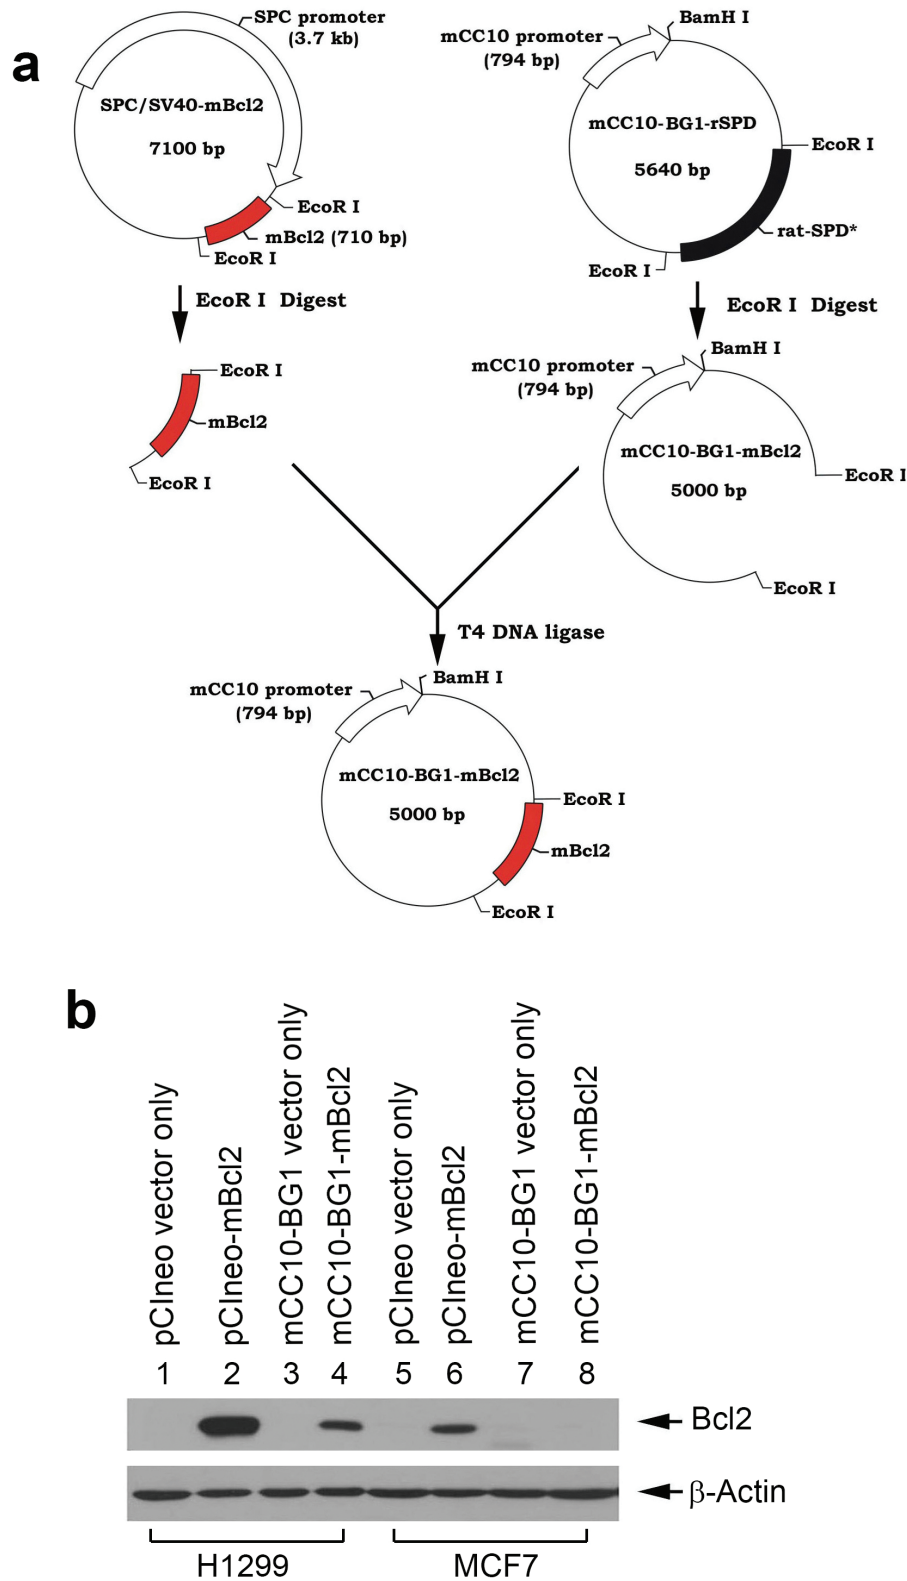 a
SPC promoter
(3.7 kb)
SPC/SV40-mBcl2
7100 bp
EcoR I
mBcl2 (710 bp)
EcoR I
EcoR I Digest
EcoR I
mBcl2
EcoR I
BamH I
mCC10 promoter
(794 bp)
mCC10-BG1-rSPD
5640 bp
EcoR I
rat-SPD*
EcoR I
EcoR I Digest
BamH I
mCC10 promoter
(794 bp)
mCC10-BG1-mBcl2
5000 bp
EcoR I
EcoR I
T4 DNA ligase
BamH I
mCC10 promoter
(794 bp)
mCC10-BG1-mBcl2
5000 bp
EcoR I
mBcl2
EcoR I
b
pCIneo vector only
pCIneo-mBcl2
mCC10-BG1 vector only
mCC10-BG1-mBcl2
pCIneo vector only
pCIneo-mBcl2
mCC10-BG1 vector only
mCC10-BG1-mBcl2
1 2 3 4 5 6 7 8
Bcl2
β-Actin
H1299 MCF7